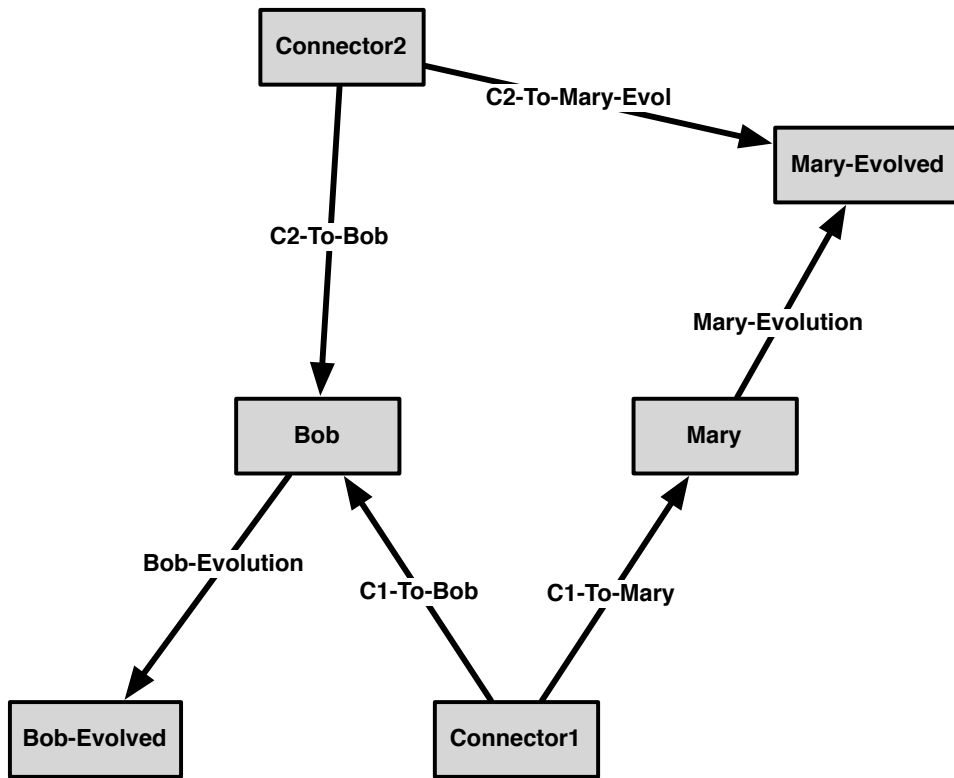 Connector2
C2-To-Mary-Evol
Mary-Evolved
C2-To-Bob
Mary-Evolution
Bob
Mary
Bob-Evolution
C1-To-Bob
C1-To-Mary
Bob-Evolved
Connector1